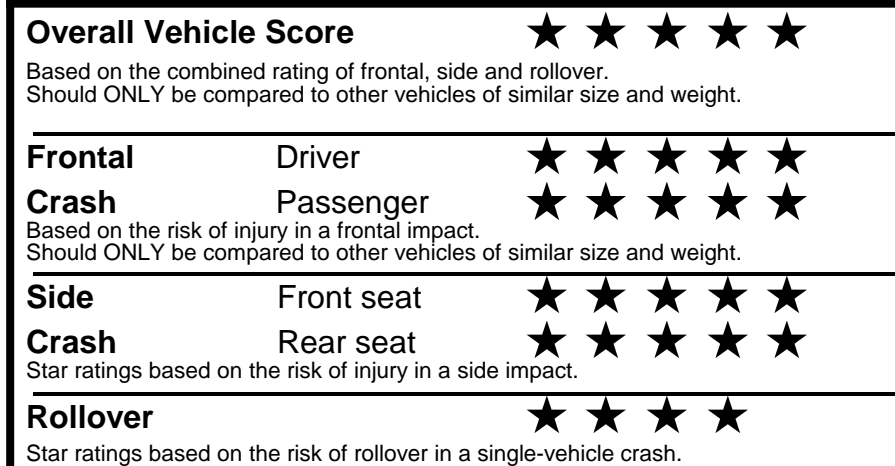 Overall Vehicle Score ★ ★ ★ ★ ★
Based on the combined rating of frontal, side and rollover.
Should ONLY be compared to other vehicles of similar size and weight.
Frontal Driver ★ ★ ★ ★ ★
Crash Passenger ★ ★ ★ ★ ★
Based on the risk of injury in a frontal impact.
Should ONLY be compared to other vehicles of similar size and weight.
Side Front seat ★ ★ ★ ★ ★
Crash Rear seat ★ ★ ★ ★ ★
Star ratings based on the risk of injury in a side impact.
Rollover ★ ★ ★ ★
Star ratings based on the risk of rollover in a single-vehicle crash.